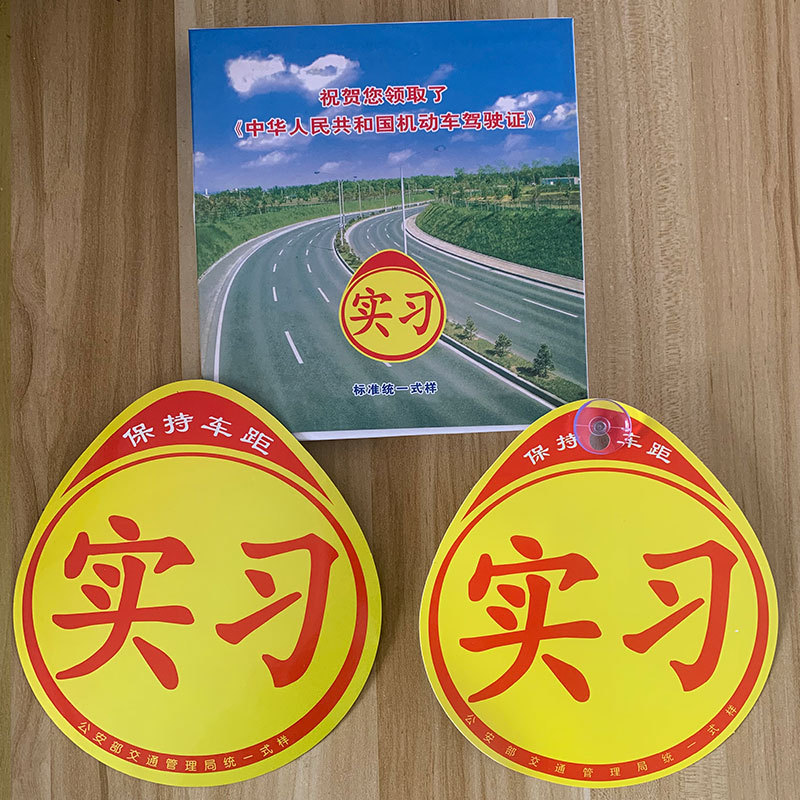 祝贺您领取了
《中华人民共和国机动车驾驶证》
实习
标准统一式样
保持车距
实习
公安部交通管理局统一式样
保持车距
实习
公安部交通管理局统一式样